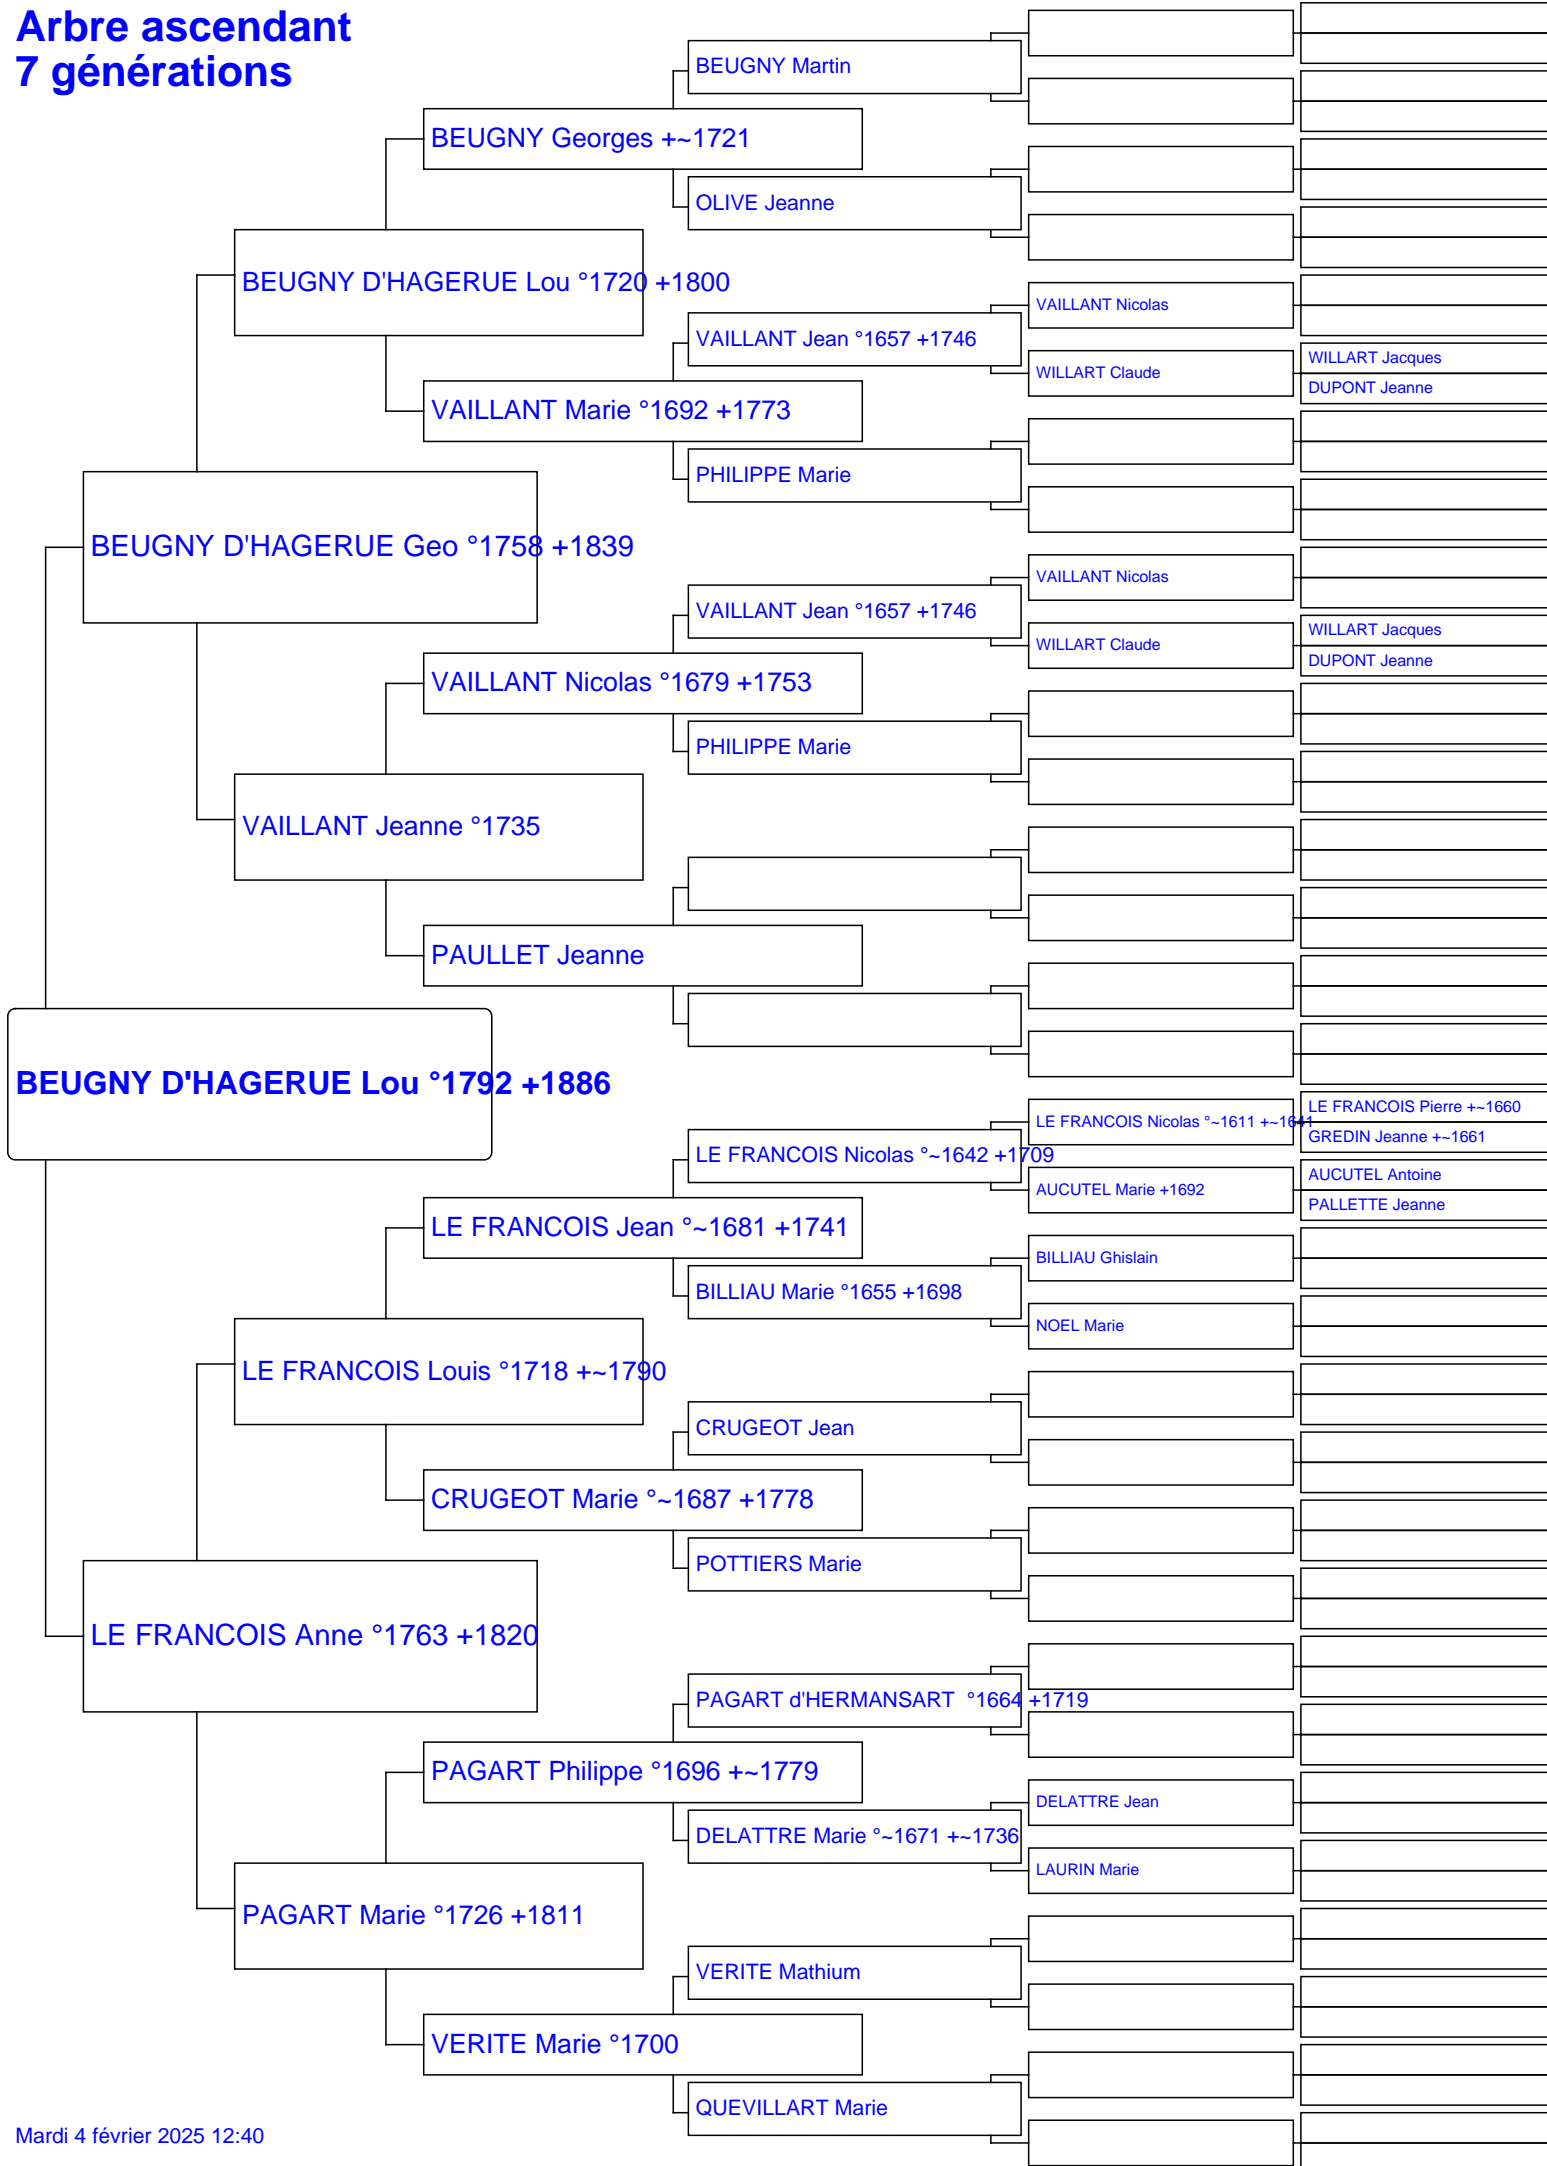 Arbre ascendant
7 générations
BEUGNY Martin
BEUGNY Georges +~1721
OLIVE Jeanne
BEUGNY D'HAGERUE Lou °1720 +1800
VAILLANT Nicolas
VAILLANT Jean °1657 +1746
WILLART Jacques
WILLART Claude
DUPONT Jeanne
VAILLANT Marie °1692 +1773
PHILIPPE Marie
BEUGNY D'HAGERUE Geo °1758 +1839
VAILLANT Nicolas
VAILLANT Jean °1657 +1746
WILLART Jacques
WILLART Claude
DUPONT Jeanne
VAILLANT Nicolas °1679 +1753
PHILIPPE Marie
VAILLANT Jeanne °1735
PAULLET Jeanne
BEUGNY D'HAGERUE Lou °1792 +1886
LE FRANCOIS Pierre +~1660
LE FRANCOIS Nicolas °~1611 +~1641
GREDIN Jeanne +~1661
LE FRANCOIS Nicolas °~1642 +1709
AUCUTEL Antoine
AUCUTEL Marie +1692
PALLETTE Jeanne
LE FRANCOIS Jean °~1681 +1741
BILLIAU Ghislain
BILLIAU Marie °1655 +1698
NOEL Marie
LE FRANCOIS Louis °1718 +~1790
CRUGEOT Jean
CRUGEOT Marie °~1687 +1778
POTTIERS Marie
LE FRANCOIS Anne °1763 +1820
PAGART d'HERMANSART °1664 +1719
PAGART Philippe °1696 +~1779
DELATTRE Jean
DELATTRE Marie °~1671 +~1736
LAURIN Marie
PAGART Marie °1726 +1811
VERITE Mathium
VERITE Marie °1700
QUEVILLART Marie
Mardi 4 février 2025 12:40